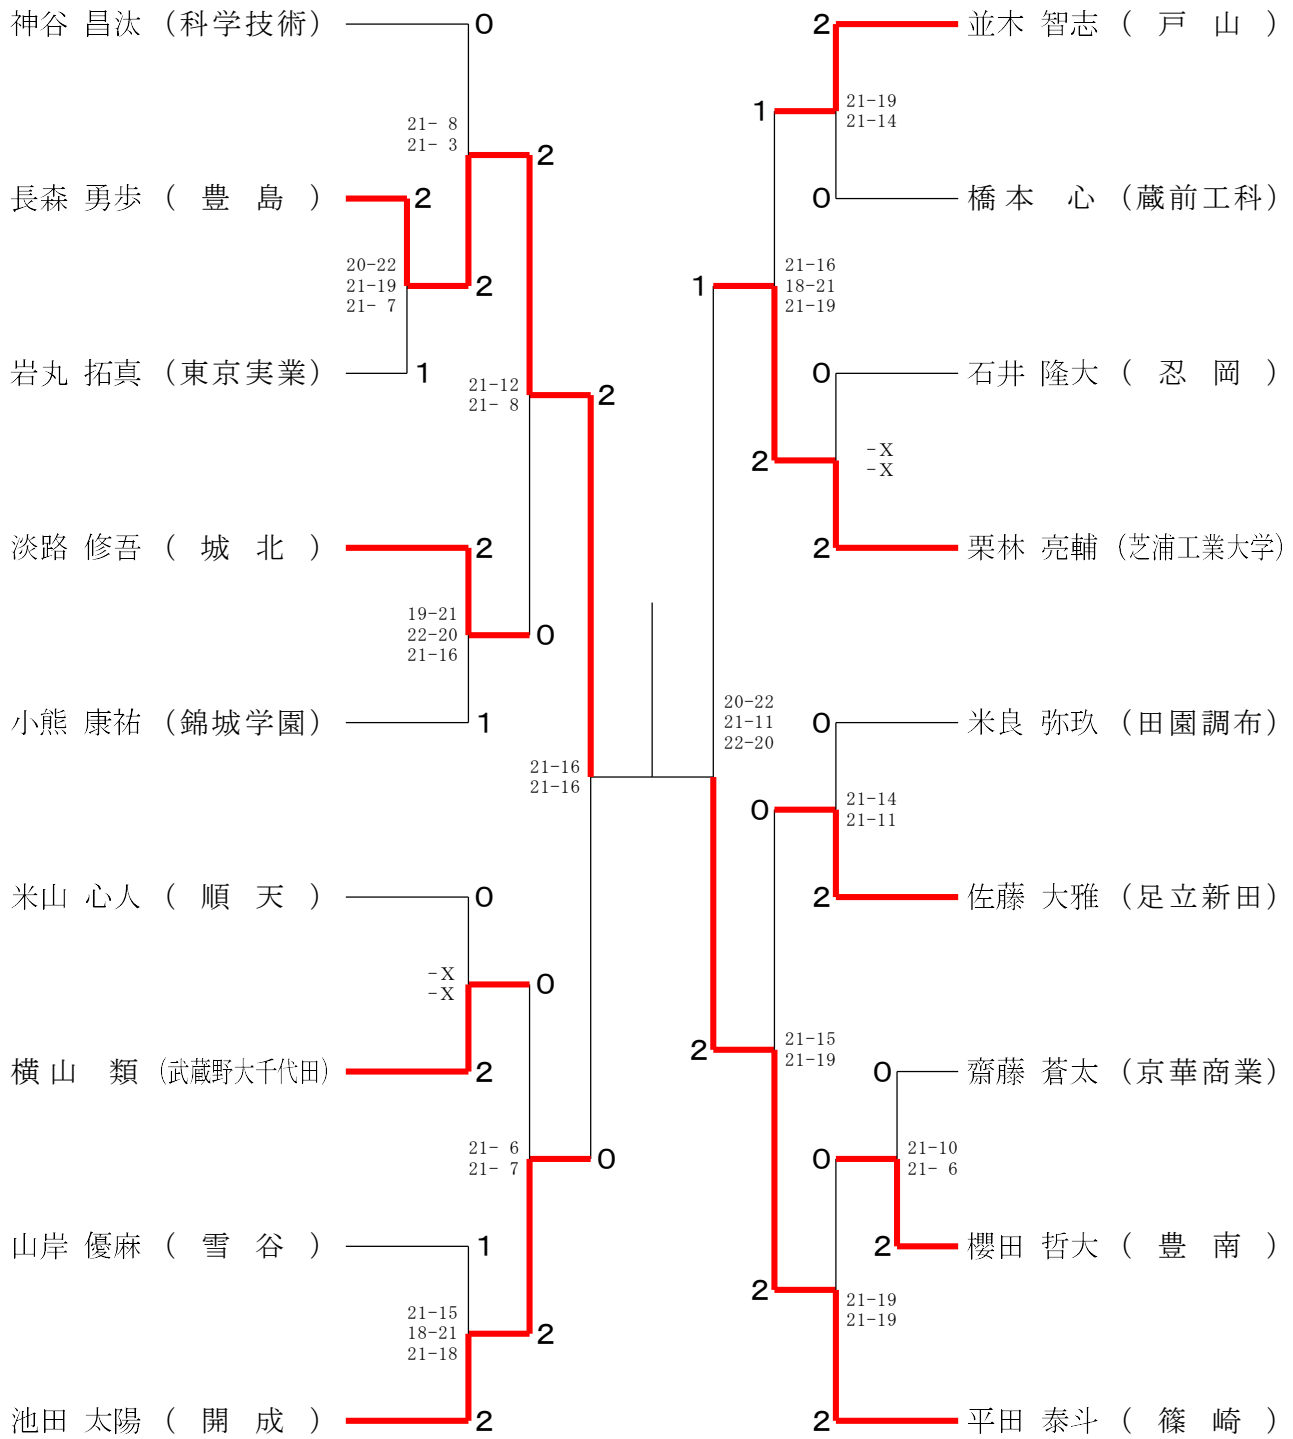 神谷 昌汰 (科学技術)
0
21- 8
21- 3
2
長森 勇歩 ( 豊 島 )
2
20-22
21-19
21- 7
2
岩丸 拓真 (東京実業)
1
21-12
21- 8
2
淡路 修吾 ( 城 北 )
2
19-21
22-20
21-16
0
小熊 康祐 (錦城学園)
1
21-16
21-16
米山 心人 ( 順 天 )
0
-X
-X
0
横山 類 (武蔵野大千代田)
2
21- 6
21- 7
0
山岸 優麻 ( 雪 谷 )
1
21-15
18-21
21-18
2
池田 太陽 ( 開 成 )
2
2
並木 智志 ( 戸 山 )
1
21-19
21-14
0
橋本 心 (蔵前工科)
1
21-16
18-21
21-19
0
石井 隆大 ( 忍 岡 )
2
-X
-X
2
栗林 亮輔 (芝浦工業大学)
20-22
21-11
22-20
0
米良 弥玖 (田園調布)
0
21-14
21-11
2
佐藤 大雅 (足立新田)
2
21-15
21-19
0
齋藤 蒼太 (京華商業)
0
21-10
21- 6
2
櫻田 哲大 ( 豊 南 )
2
21-19
21-19
2
平田 泰斗 ( 篠 崎 )